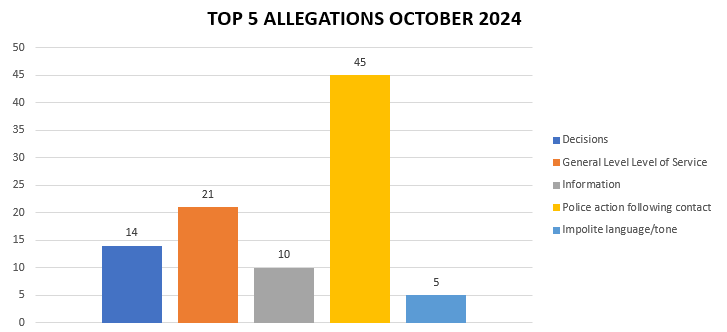 TOP 5 ALLEGATIONS OCTOBER 2024
50
45
40
35
30
25
20
15
10
5
0
14
21
10
45
5
Decisions
General Level Level of Service
Information
Police action following contact
Impolite language/tone